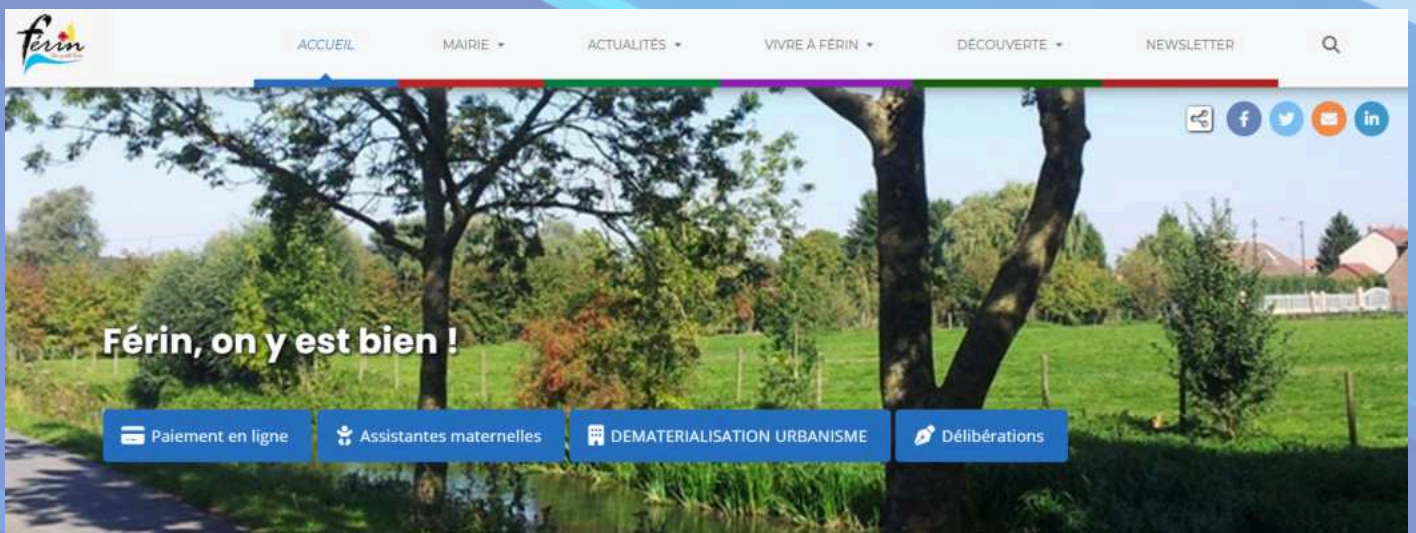 férin
ACCUEIL
MAIRIE
ACTUALITÉS
VIVRE À FÉRIN
DÉCOUVERTE
NEWSLETTER
Férin, on y est bien !
Paiement en ligne
Assistantes maternelles
DEMATERIALISATION URBANISME
Délibérations